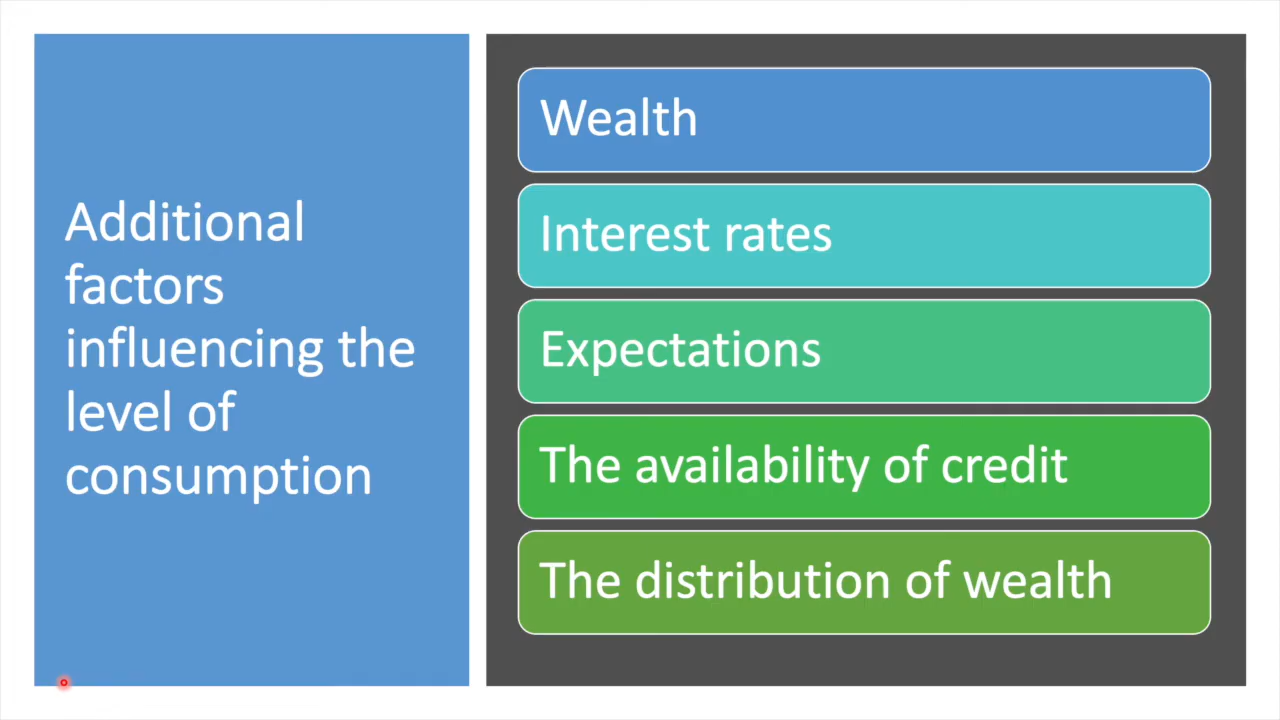 Additional
factors
influencing the
level of
consumption
Wealth
Interest rates
Expectations
The availability of credit
The distribution of wealth